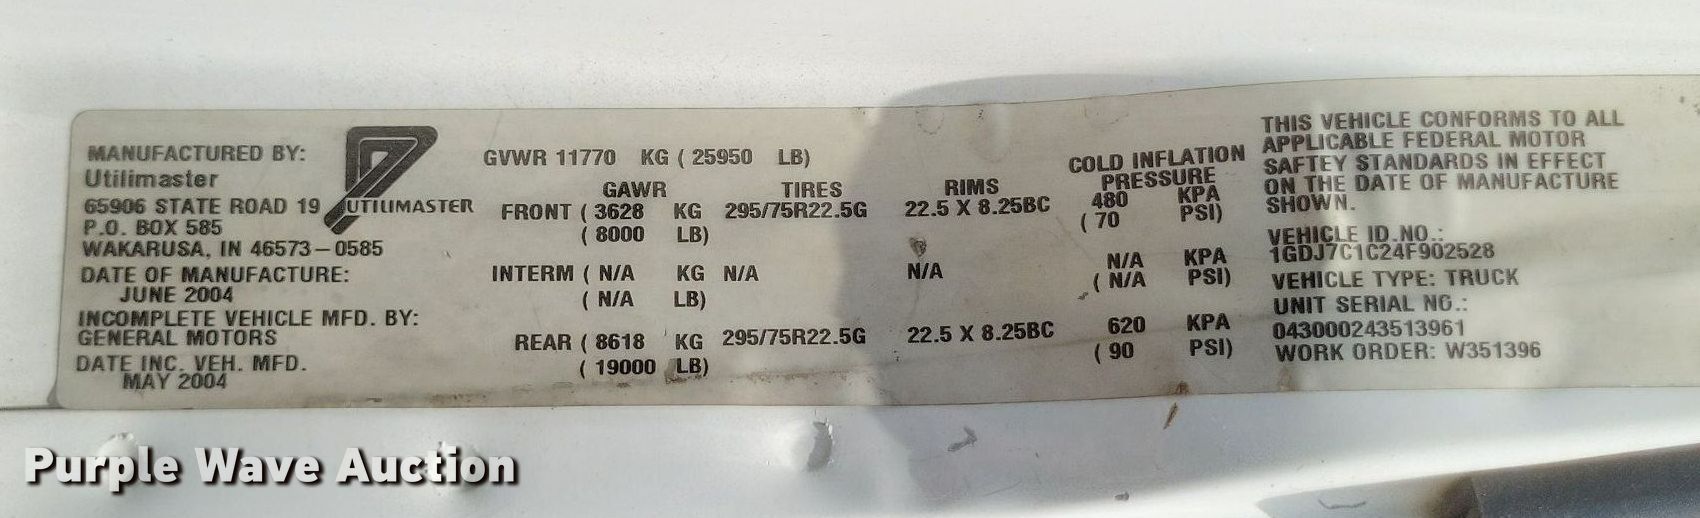 MANUFACTURED BY:
Utilimaster
65906 STATE ROAD 19
P.O. BOX 585
WAKARUSA, IN 46573-0585
DATE OF MANUFACTURE:
JUNE 2004
INCOMPLETE VEHICLE MFD. BY:
GENERAL MOTORS
DATE INC. VEH. MFD.
MAY 2004
UTILIMASTER
GVWR 11770 KG ( 25950 LB)
GAWR TIRES RIMS COLD INFLATION
PRESSURE
FRONT ( 3628 KG 295/75R22.5G 22.5 X 8.25BC 480 KPA
( 8000 LB) ( 70 PSI)
INTERM ( N/A KG N/A N/A N/A KPA
( N/A LB) ( N/A PSI)
REAR ( 8618 KG 295/75R22.5G 22.5 X 8.25BC 620 KPA
( 19000 LB) ( 90 PSI)
THIS VEHICLE CONFORMS TO ALL
APPLICABLE FEDERAL MOTOR
SAFTEY STANDARDS IN EFFECT
ON THE DATE OF MANUFACTURE
SHOWN.
VEHICLE ID.NO.:
1GDJ7C1C24F902528
VEHICLE TYPE: TRUCK
UNIT SERIAL NO.:
043000243513961
WORK ORDER: W351396
Purple Wave Auction